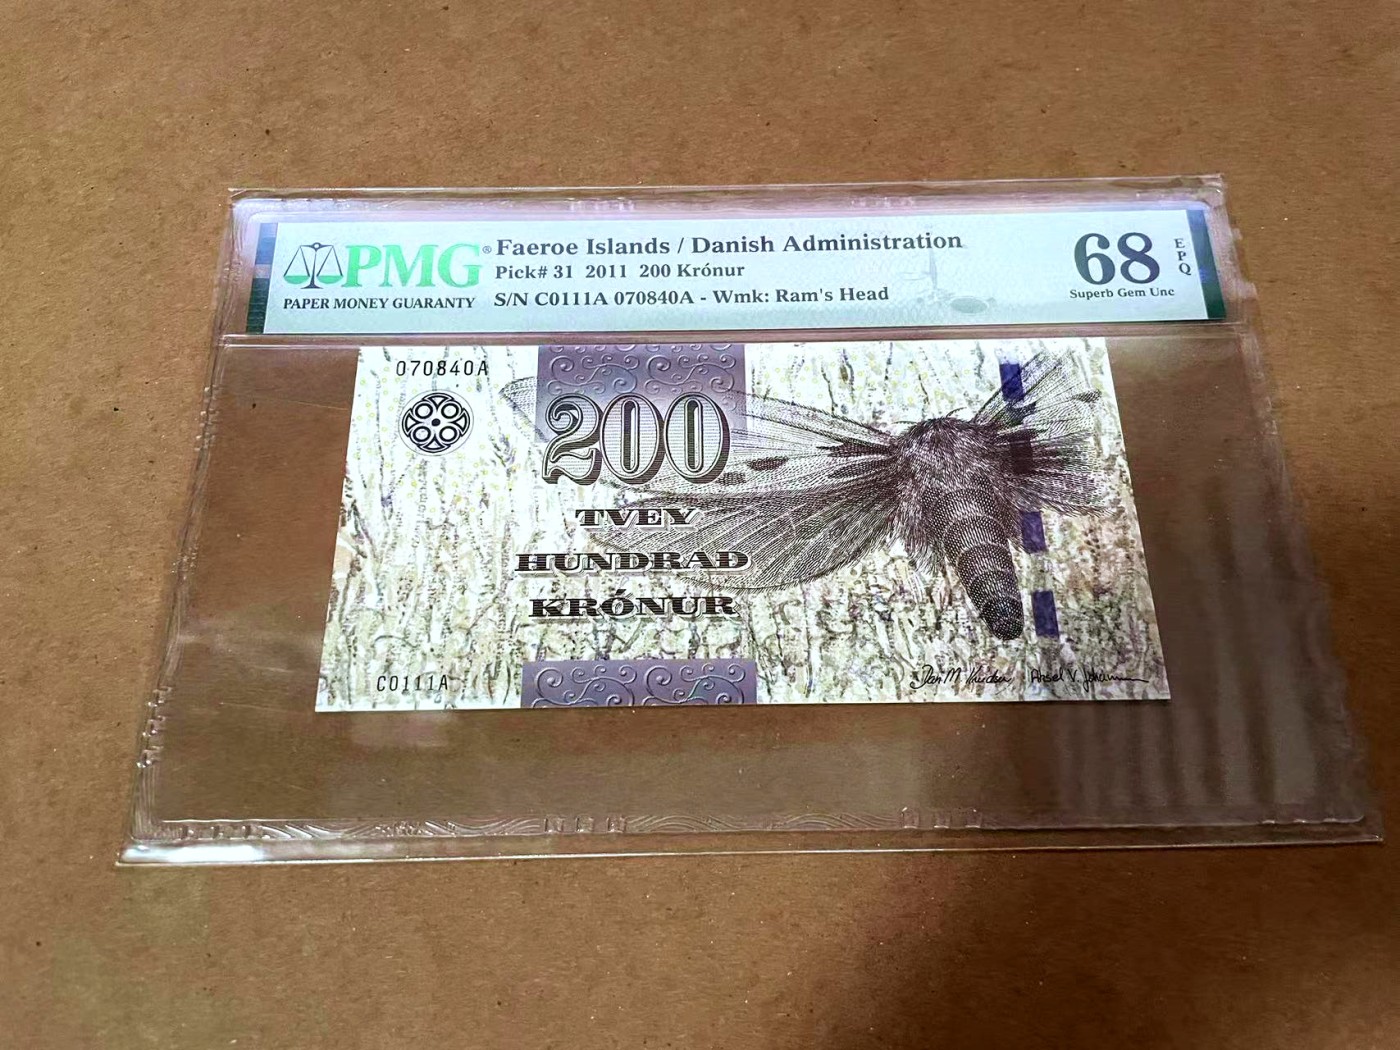 PMG®
PAPER MONEY GUARANTY
Faeroe Islands / Danish Administration
Pick# 31 2011 200 Krónur
S/N C0111A 070840A - Wmk: Ram's Head
68
EPQ
Superb Gem Unc
070840A
200
TVEY
HUNDRAÐ
KRÓNUR
C0111A